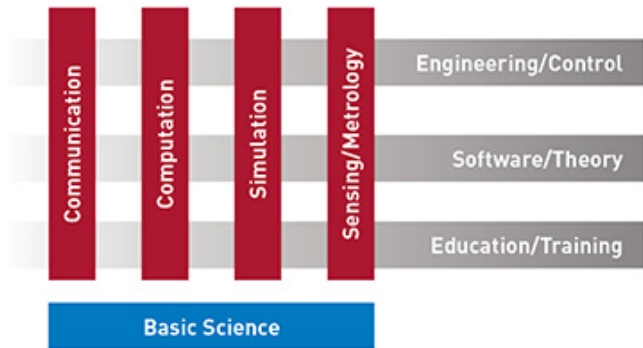 Communication
Computation
Simulation
Sensing/Metrology
Engineering/Control
Software/Theory
Education/Training
Basic Science